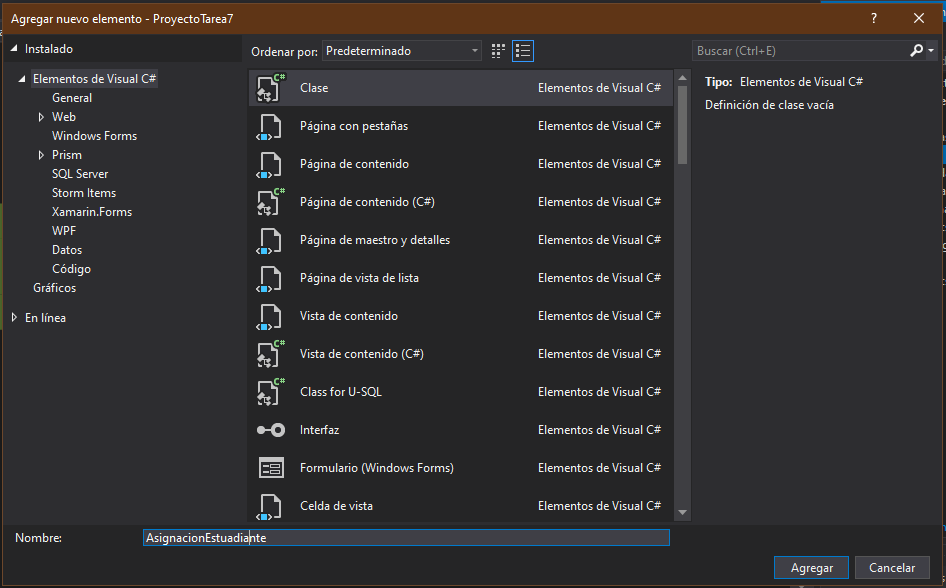 Agregar nuevo elemento - ProyectoTarea7
?
Instalado
Ordenar por: Predeterminado
Buscar (Ctrl+E)
Elementos de Visual C#
General
Web
Windows Forms
Prism
SQL Server
Storm Items
Xamarin.Forms
WPF
Datos
Código
Gráficos
En línea
Clase Elementos de Visual C#
Página con pestañas Elementos de Visual C#
Página de contenido Elementos de Visual C#
Página de contenido (C#) Elementos de Visual C#
Página de maestro y detalles Elementos de Visual C#
Página de vista de lista Elementos de Visual C#
Vista de contenido Elementos de Visual C#
Vista de contenido (C#) Elementos de Visual C#
Class for U-SQL Elementos de Visual C#
Interfaz Elementos de Visual C#
Formulario (Windows Forms) Elementos de Visual C#
Celda de vista Elementos de Visual C#
Tipo: Elementos de Visual C#
Definición de clase vacía
Nombre: AsignacionEstuadiante
Agregar Cancelar